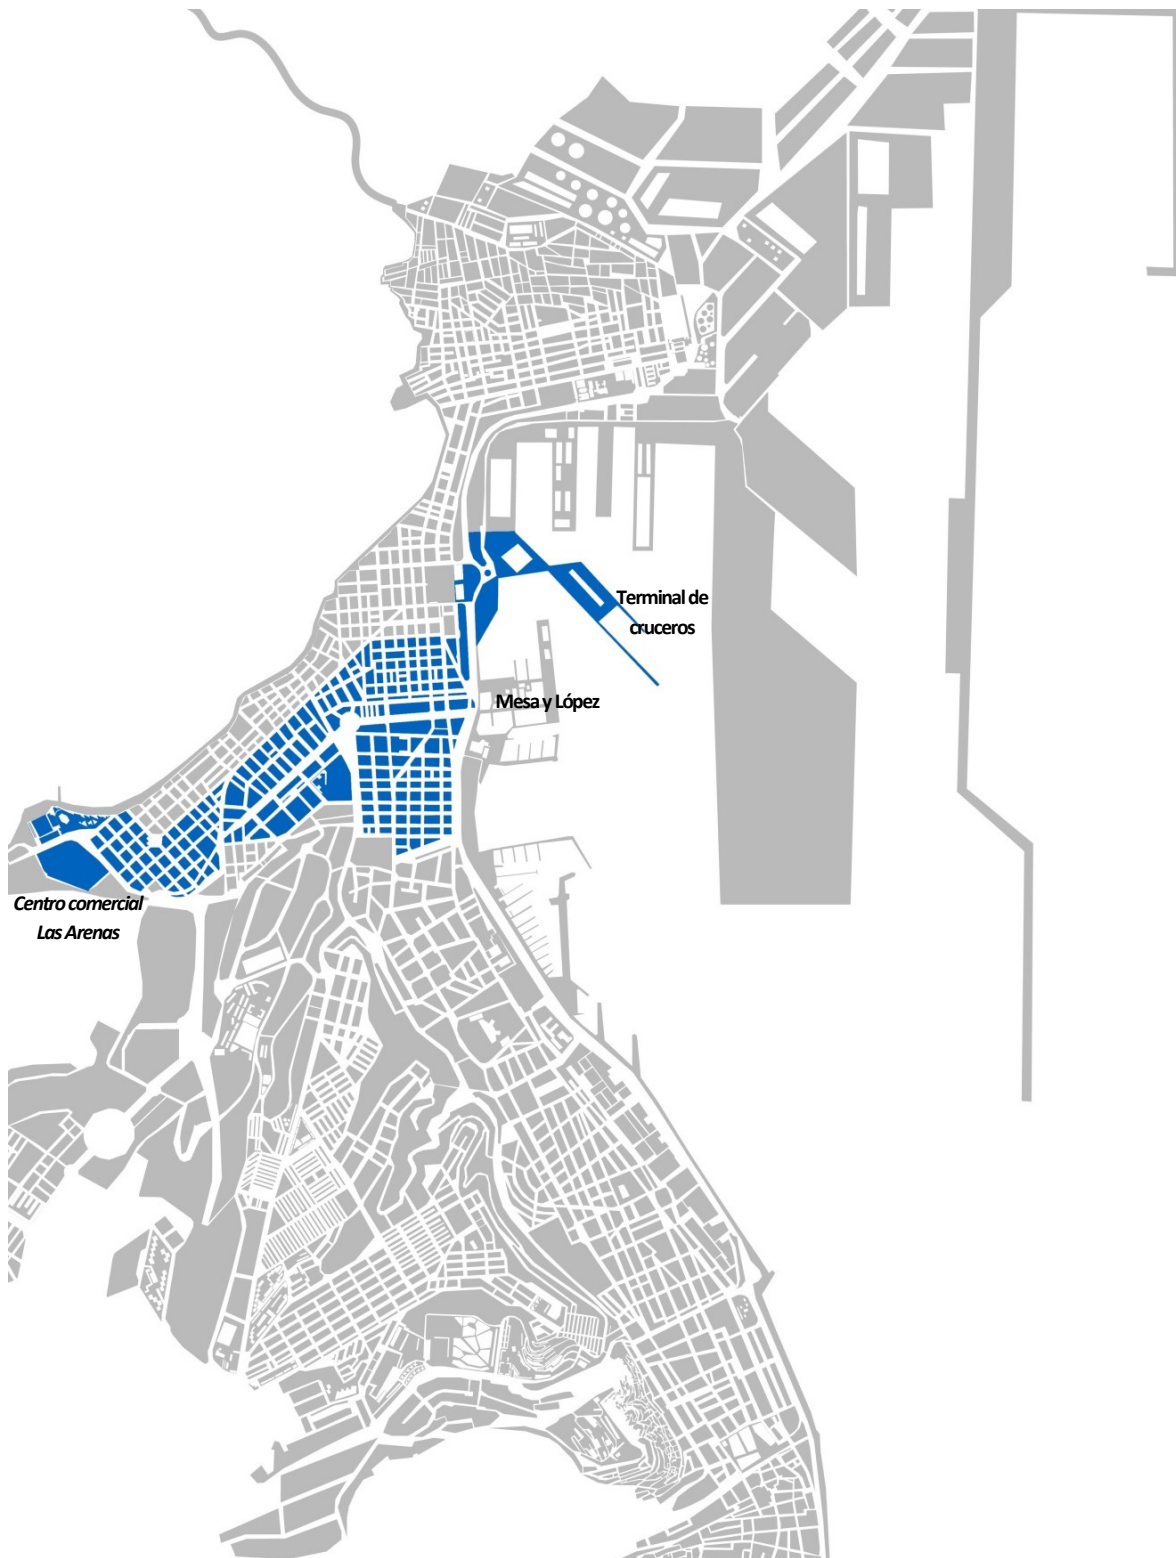 Terminal de
cruceros
Mesa y López
Centro comercial
Las Arenas